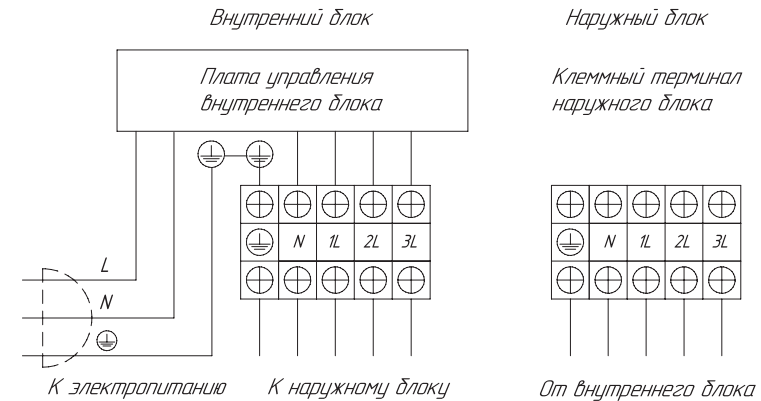 Внутренний блок
Наружный блок
Плата управления
внутреннего блока
Клеммный терминал
наружного блока
N 1L 2L 3L
N 1L 2L 3L
L
N
К электропитанию
К наружному блоку
От внутреннего блока